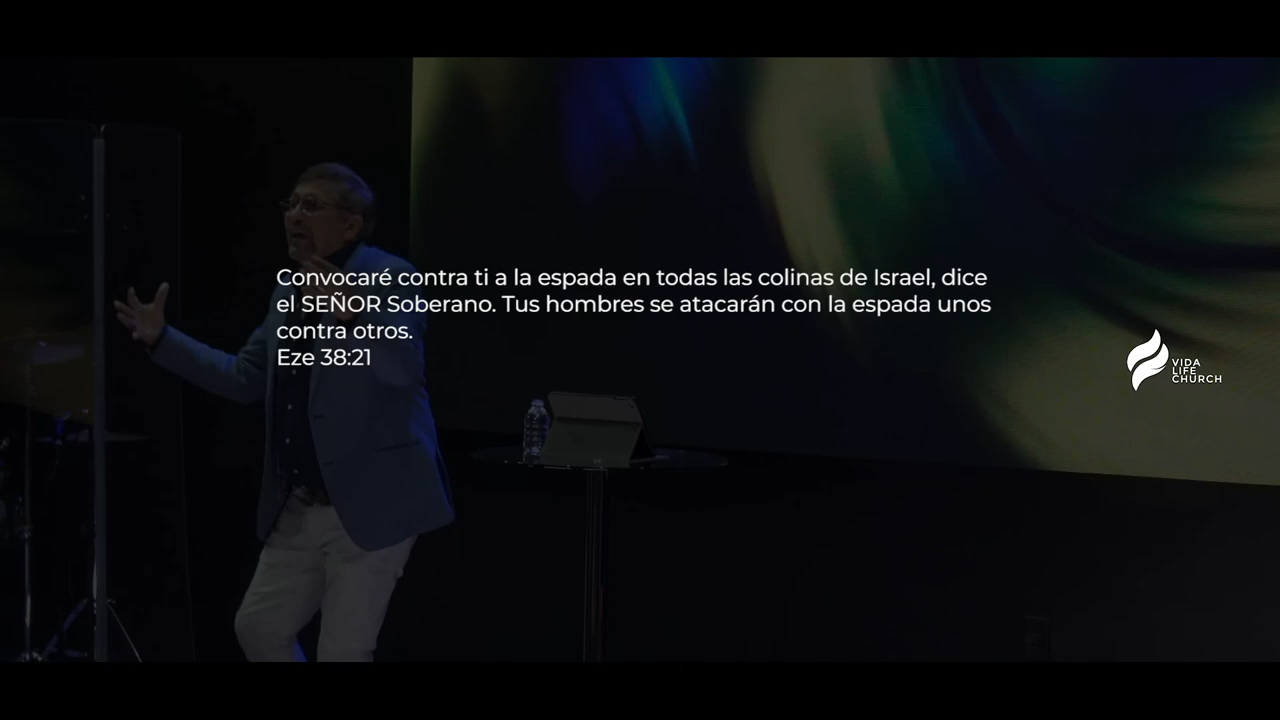 Convocaré contra ti a la espada en todas las colinas de Israel, dice
el SEÑOR Soberano. Tus hombres se atacarán con la espada unos
contra otros.
Eze 38:21
VIDA
LIFE
CHURCH